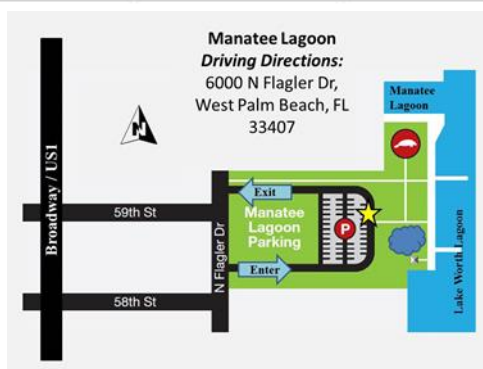 Manatee Lagoon
Driving Directions:
6000 N Flagler Dr,
West Palm Beach, FL
33407
Manatee
Lagoon
N
Broadway / US1
59th St
58th St
N Flagler Dr
Exit
Manatee
Lagoon
Parking
P
Enter
Lake Worth Lagoon